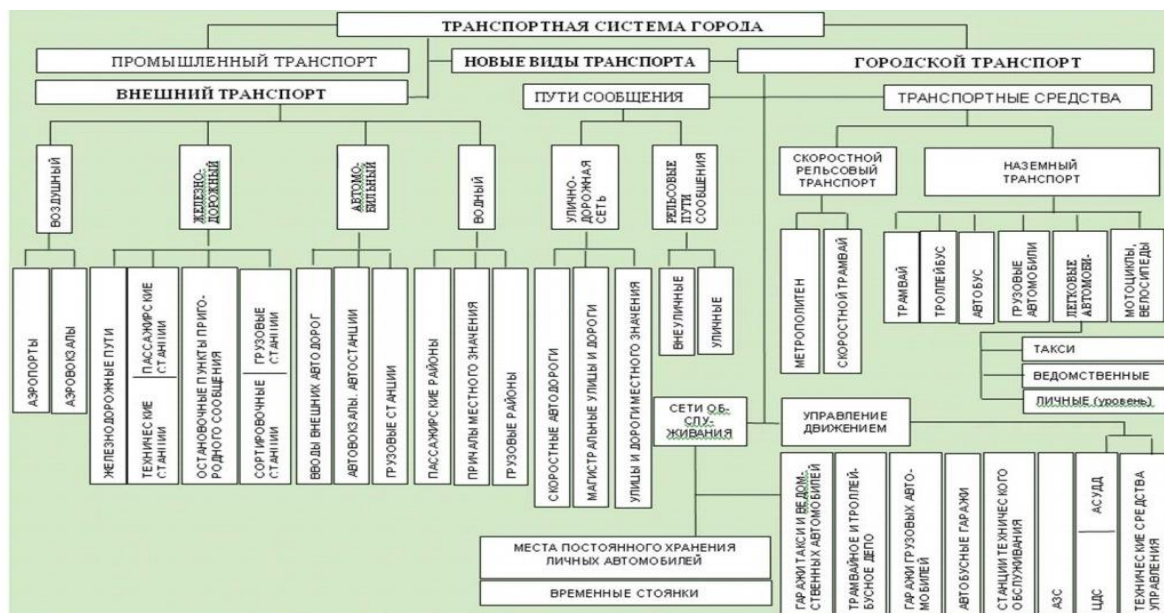 ТРАНСПОРТНАЯ СИСТЕМА ГОРОДА
ПРОМЫШЛЕННЫЙ ТРАНСПОРТ
НОВЫЕ ВИДЫ ТРАНСПОРТА
ГОРОДСКОЙ ТРАНСПОРТ
ВНЕШНИЙ ТРАНСПОРТ
ПУТИ СООБЩЕНИЯ
ТРАНСПОРТНЫЕ СРЕДСТВА
ВОЗДУШНЫЙ
ЖЕЛЕЗНО-
ДОРОЖНЫЙ
АВТОМО-
БИЛЬНЫЙ
ВОДНЫЙ
УЛИЧНО-
ДОРОЖНАЯ
СЕТЬ
РЕЛЬСОВЫЕ
ПУТИ
СООБЩЕНИЯ
СКОРОСТНОЙ
РЕЛЬСОВЫЙ
ТРАНСПОРТ
НАЗЕМНЫЙ
ТРАНСПОРТ
АЭРОПОРТЫ
АЭРОВОКЗАЛЫ
ЖЕЛЕЗНОДОРОЖНЫЕ ПУТИ
ПАССАЖИРСКИЕ
СТАНЦИИ
ТЕХНИЧЕСКИЕ
СТАНЦИИ
ОСТАНОВОЧНЫЕ ПУНКТЫ ПРИГО-
РОДНОГО СООБЩЕНИЯ
ГРУЗОВЫЕ
СТАНЦИИ
СОРТИРОВОЧНЫЕ
СТАНЦИИ
ВВОДЫ ВНЕШНИХ АВТОДОРОГ
АВТОВОКЗАЛЫ. АВТОСТАНЦИИ
ГРУЗОВЫЕ СТАНЦИИ
ПАССАЖИРСКИЕ РАЙОНЫ
ПРИЧАЛЫ МЕСТНОГО ЗНАЧЕНИЯ
ГРУЗОВЫЕ РАЙОНЫ
СКОРОСТНЫЕ АВТОДОРОГИ
МАГИСТРАЛЬНЫЕ УЛИЦЫ И ДОРОГИ
УЛИЦЫ И ДОРОГИ МЕСТНОГО ЗНАЧЕНИЯ
ВНЕУЛИЧНЫЕ
УЛИЧНЫЕ
МЕТРОПОЛИТЕН
СКОРОСТНОЙ ТРАМВАЙ
ТРАМВАЙ
ТРОЛЛЕЙБУС
АВТОБУС
ГРУЗОВЫЕ
АВТОМОБИЛИ
ЛЕГКОВЫЕ
АВТОМОБИ-
МОТОЦИКЛЫ,
ВЕЛОСИПЕДЫ
ТАКСИ
ВЕДОМСТВЕННЫЕ
ЛИЧНЫЕ (уровень)
СЕТИ ОБ-
СЛУ-
ЖИВАНИЯ
УПРАВЛЕНИЕ
ДВИЖЕНИЕМ
МЕСТА ПОСТОЯННОГО ХРАНЕНИЯ
ЛИЧНЫХ АВТОМОБИЛЕЙ
ВРЕМЕННЫЕ СТОЯНКИ
ГАРАЖИ ТАКСИ И ВЕДОМ-
СТВЕННЫХ АВТОМОБИЛЕЙ
ТРАМВАЙНОЕ И ТРОЛЛЕЙ-
БУСНОЕ ДЕПО
ГАРАЖИ ГРУЗОВЫХ АВТО-
МОБИЛЕЙ
АВТОБУСНЫЕ ГАРАЖИ
СТАНЦИИ ТЕХНИЧЕСКОГО
ОБСЛУЖИВАНИЯ
АЗС
АСУДД
ЦДС
ТЕХНИЧЕСКИЕ СРЕДСТВА
УПРАВЛЕНИЯ